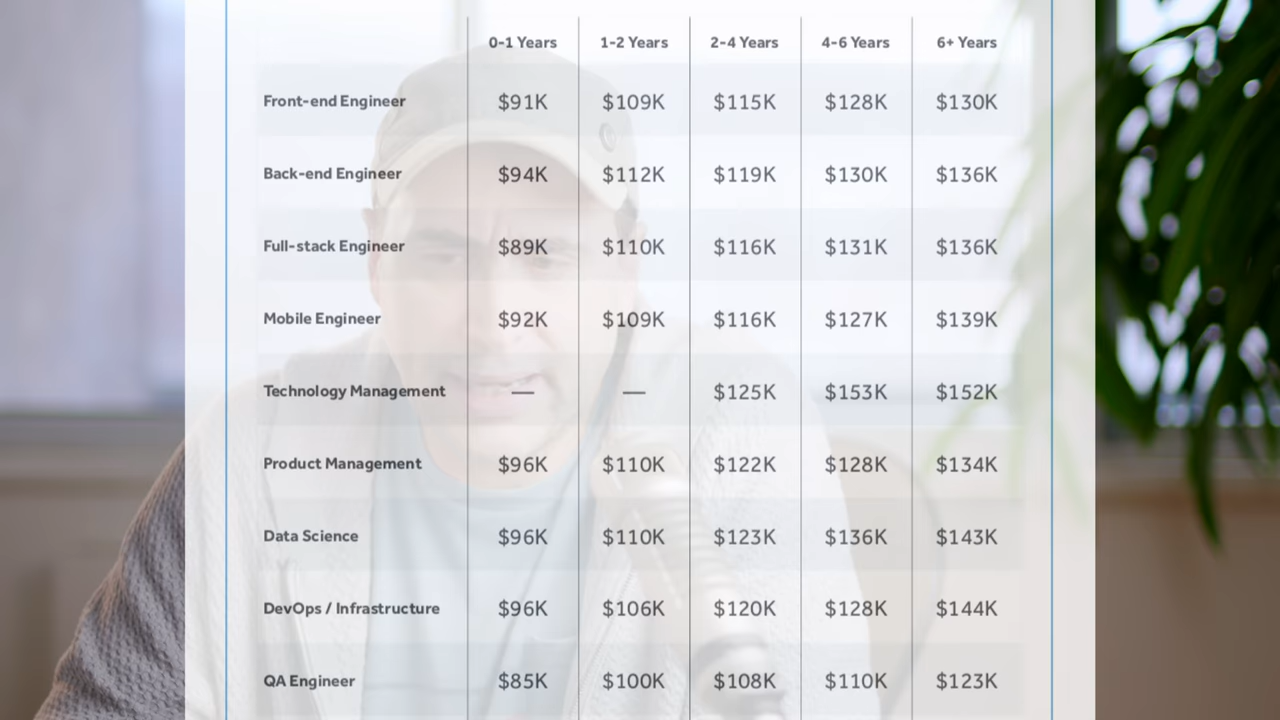 0-1 Years 1-2 Years 2-4 Years 4-6 Years 6+ Years
Front-end Engineer $91K $109K $115K $128K $130K
Back-end Engineer $94K $112K $119K $130K $136K
Full-stack Engineer $89K $110K $116K $131K $136K
Mobile Engineer $92K $109K $116K $127K $139K
Technology Management — — $125K $153K $152K
Product Management $96K $110K $122K $128K $134K
Data Science $96K $110K $123K $136K $143K
DevOps / Infrastructure $96K $106K $120K $128K $144K
QA Engineer $85K $100K $108K $110K $123K